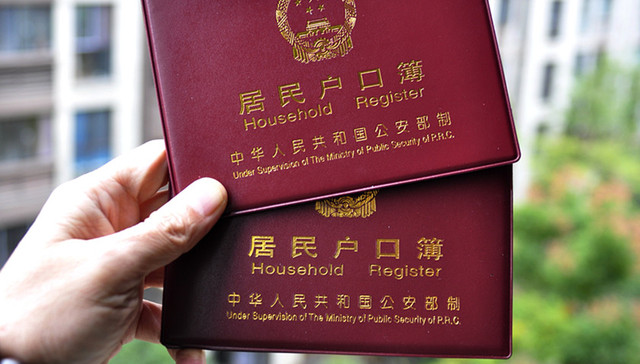 居民户口簿
Household Register
中华人民共和国公安部制
Under Supervision of The Ministry of Public Security of P.R.C.
居民户口簿
Household Register
中华人民共和国公安部制
Under Supervision of The Ministry of Public Security of P.R.C.